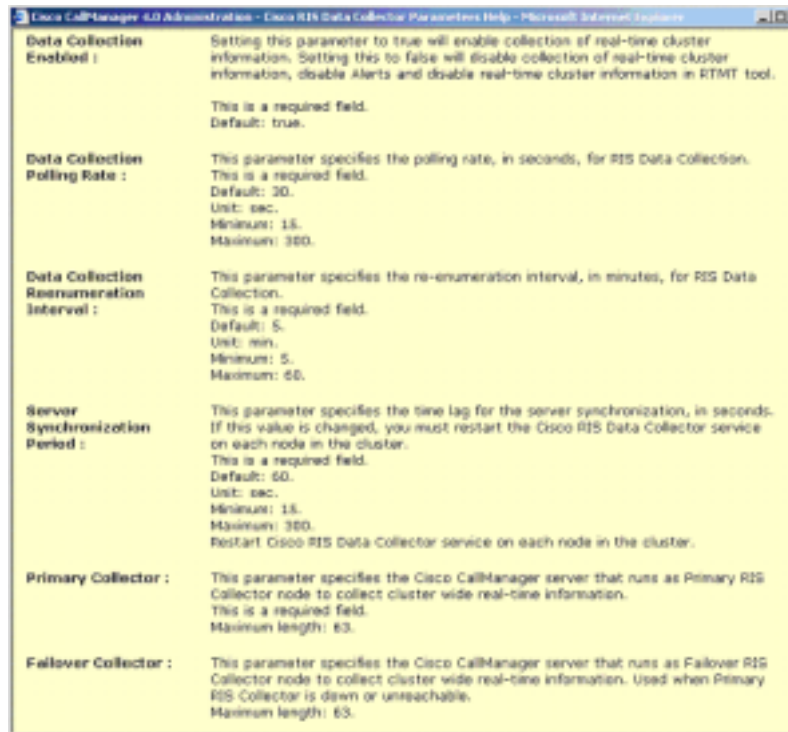 Cisco CallManager 4.0 Administration - Cisco RIS Data Collector Parameters Help - Microsoft Internet Explorer
Data Collection
Enabled :
Setting this parameter to true will enable collection of real-time cluster
information. Setting this to false will disable collection of real-time cluster
information, disable Alerts and disable real-time cluster information in RTMT tool.
This is a required field.
Default: true.
Data Collection
Polling Rate :
This parameter specifies the polling rate, in seconds, for RIS Data Collection.
This is a required field.
Default: 30.
Unit: sec.
Minimum: 15.
Maximum: 300.
Data Collection
Reenumeration
Interval :
This parameter specifies the re-enumeration interval, in minutes, for RIS Data
Collection.
This is a required field.
Default: 5.
Unit: min.
Minimum: 5.
Maximum: 60.
Server
Synchronization
Period :
This parameter specifies the time lag for the server synchronization, in seconds.
If this value is changed, you must restart the Cisco RIS Data Collector service
on each node in the cluster.
This is a required field.
Default: 60.
Unit: sec.
Minimum: 15.
Maximum: 300.
Restart Cisco RIS Data Collector service on each node in the cluster.
Primary Collector :
This parameter specifies the Cisco CallManager server that runs as Primary RIS
Collector node to collect cluster wide real-time information.
This is a required field.
Maximum length: 63.
Failover Collector :
This parameter specifies the Cisco CallManager server that runs as Failover RIS
Collector node to collect cluster wide real-time information. Used when Primary
RIS Collector is down or unreachable.
Maximum length: 63.